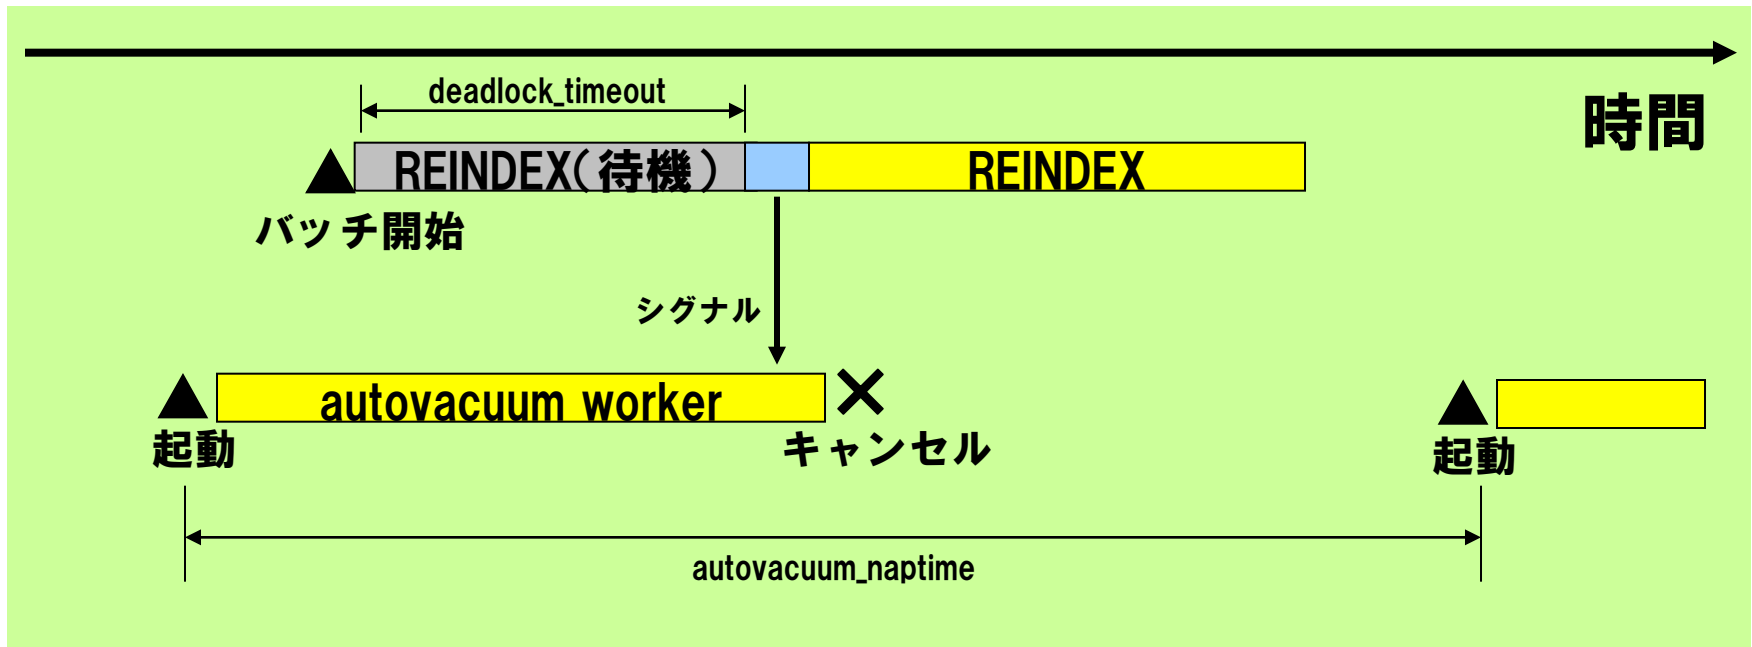 deadlock_timeout
時間
REINDEX(待機)
REINDEX
バッチ開始
シグナル
autovacuum worker
起動
キャンセル
起動
autovacuum_naptime